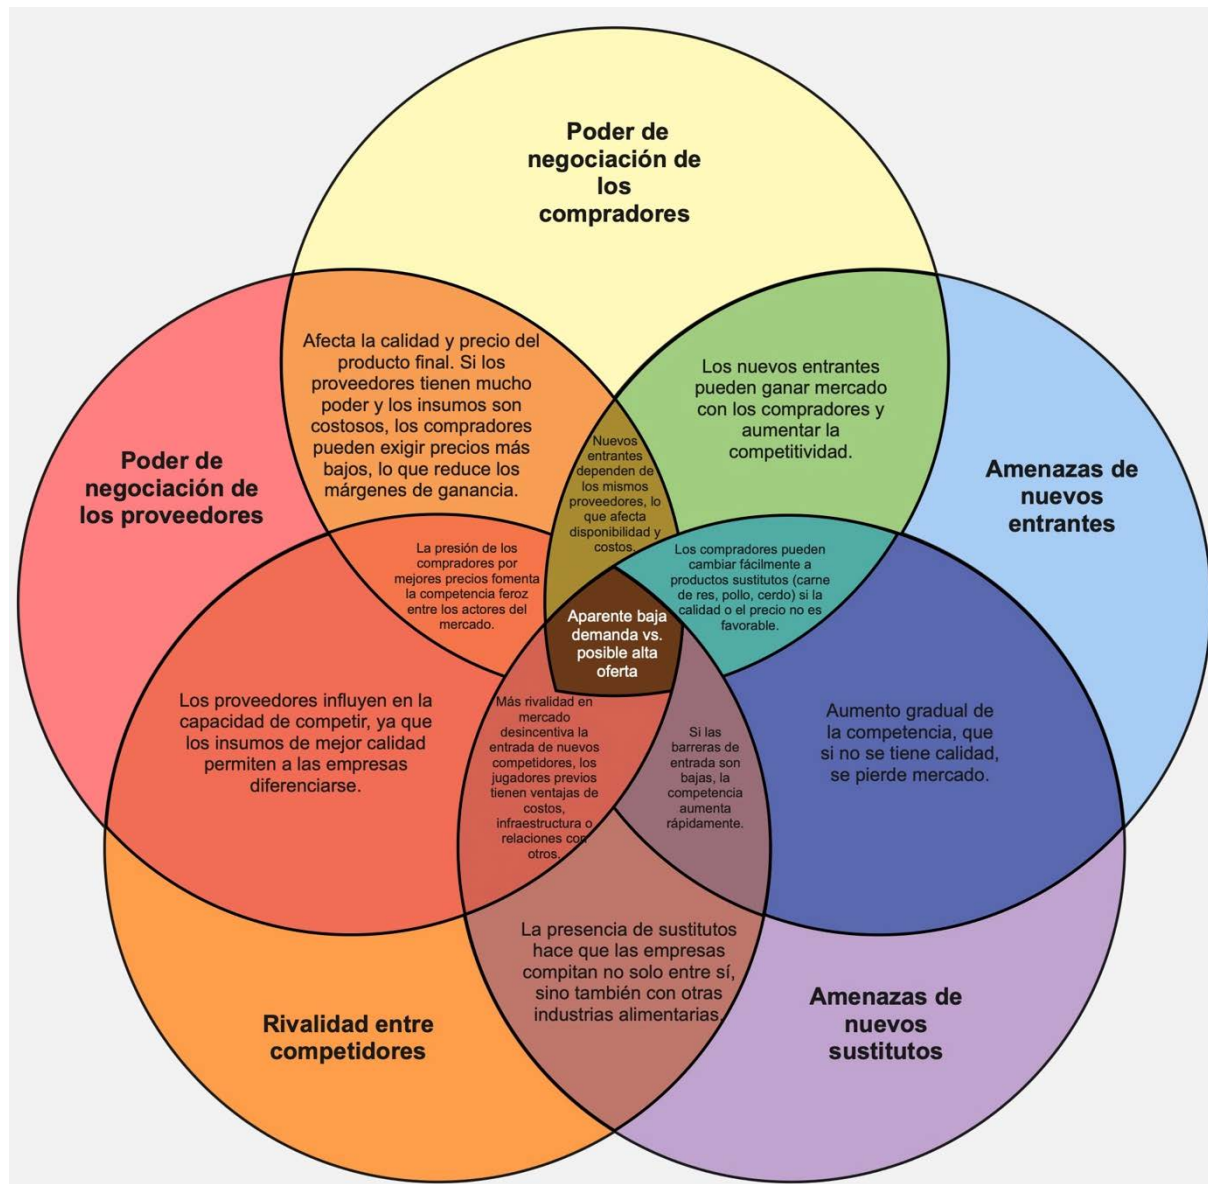 Poder de
negociación de
los
compradores
Afecta la calidad y precio del
producto final. Si los
proveedores tienen mucho
poder y los insumos son
costosos, los compradores
pueden exigir precios más
bajos, lo que reduce los
márgenes de ganancia.
Los nuevos entrantes
pueden ganar mercado
con los compradores y
aumentar la
competitividad.
Poder de
negociación de
los proveedores
Nuevos
entrantes
dependen de
los mismos
proveedores, lo
que afecta
disponibilidad y
costos.
Amenazas de
nuevos
entrantes
La presión de los
compradores por
mejores precios fomenta
la competencia feroz
entre los actores del
mercado.
Los compradores pueden
cambiar fácilmente a
productos sustitutos (carne
de res, pollo, cerdo) si la
calidad o el precio no es
favorable.
Aparente baja
demanda vs.
posible alta
oferta
Los proveedores influyen en la
capacidad de competir, ya que
los insumos de mejor calidad
permiten a las empresas
diferenciarse.
Más rivalidad en
mercado
desincentiva la
entrada de nuevos
competidores, los
jugadores previos
tienen ventajas de
costos,
infraestructura o
relaciones con
otros.
Si las
barreras de
entrada son
bajas, la
competencia
aumenta
rápidamente.
Aumento gradual de
la competencia, que
si no se tiene calidad,
se pierde mercado.
La presencia de sustitutos
hace que las empresas
compitan no solo entre sí,
sino también con otras
industrias alimentarias.
Rivalidad entre
competidores
Amenazas de
nuevos
sustitutos